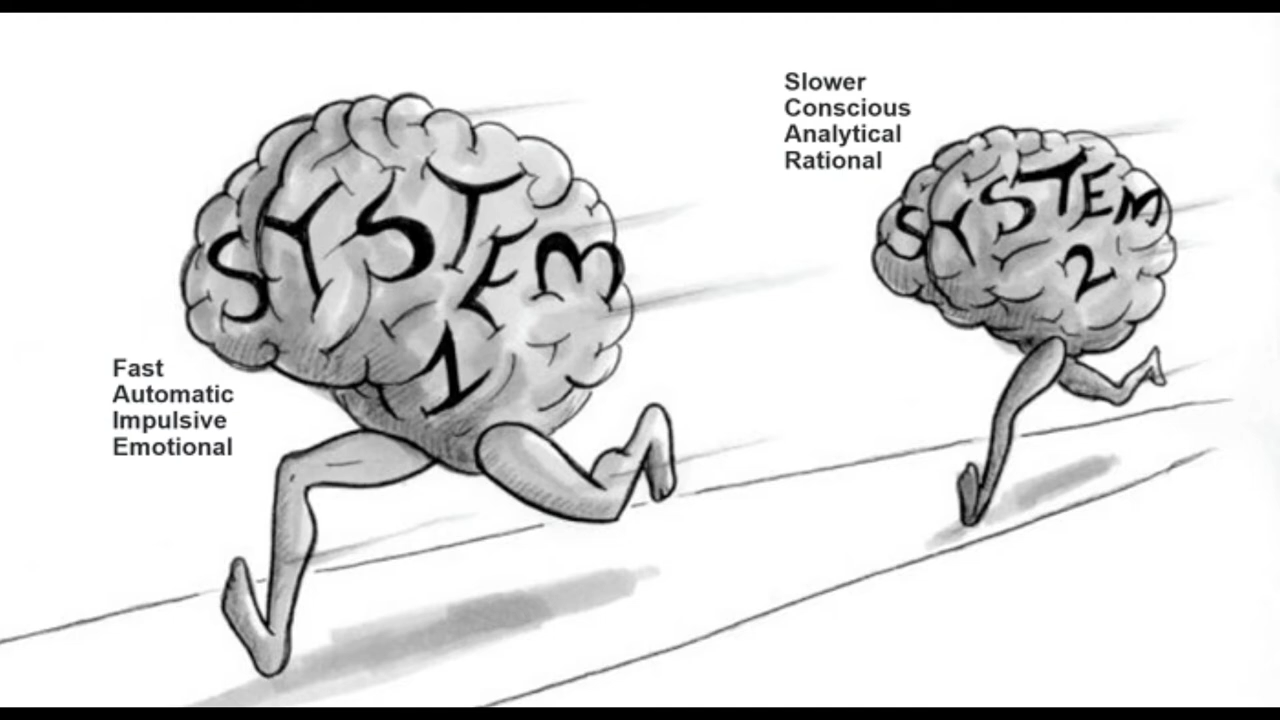 Slower
Conscious
Analytical
Rational
SYSTEM
2
SYSTEM
1
Fast
Automatic
Impulsive
Emotional